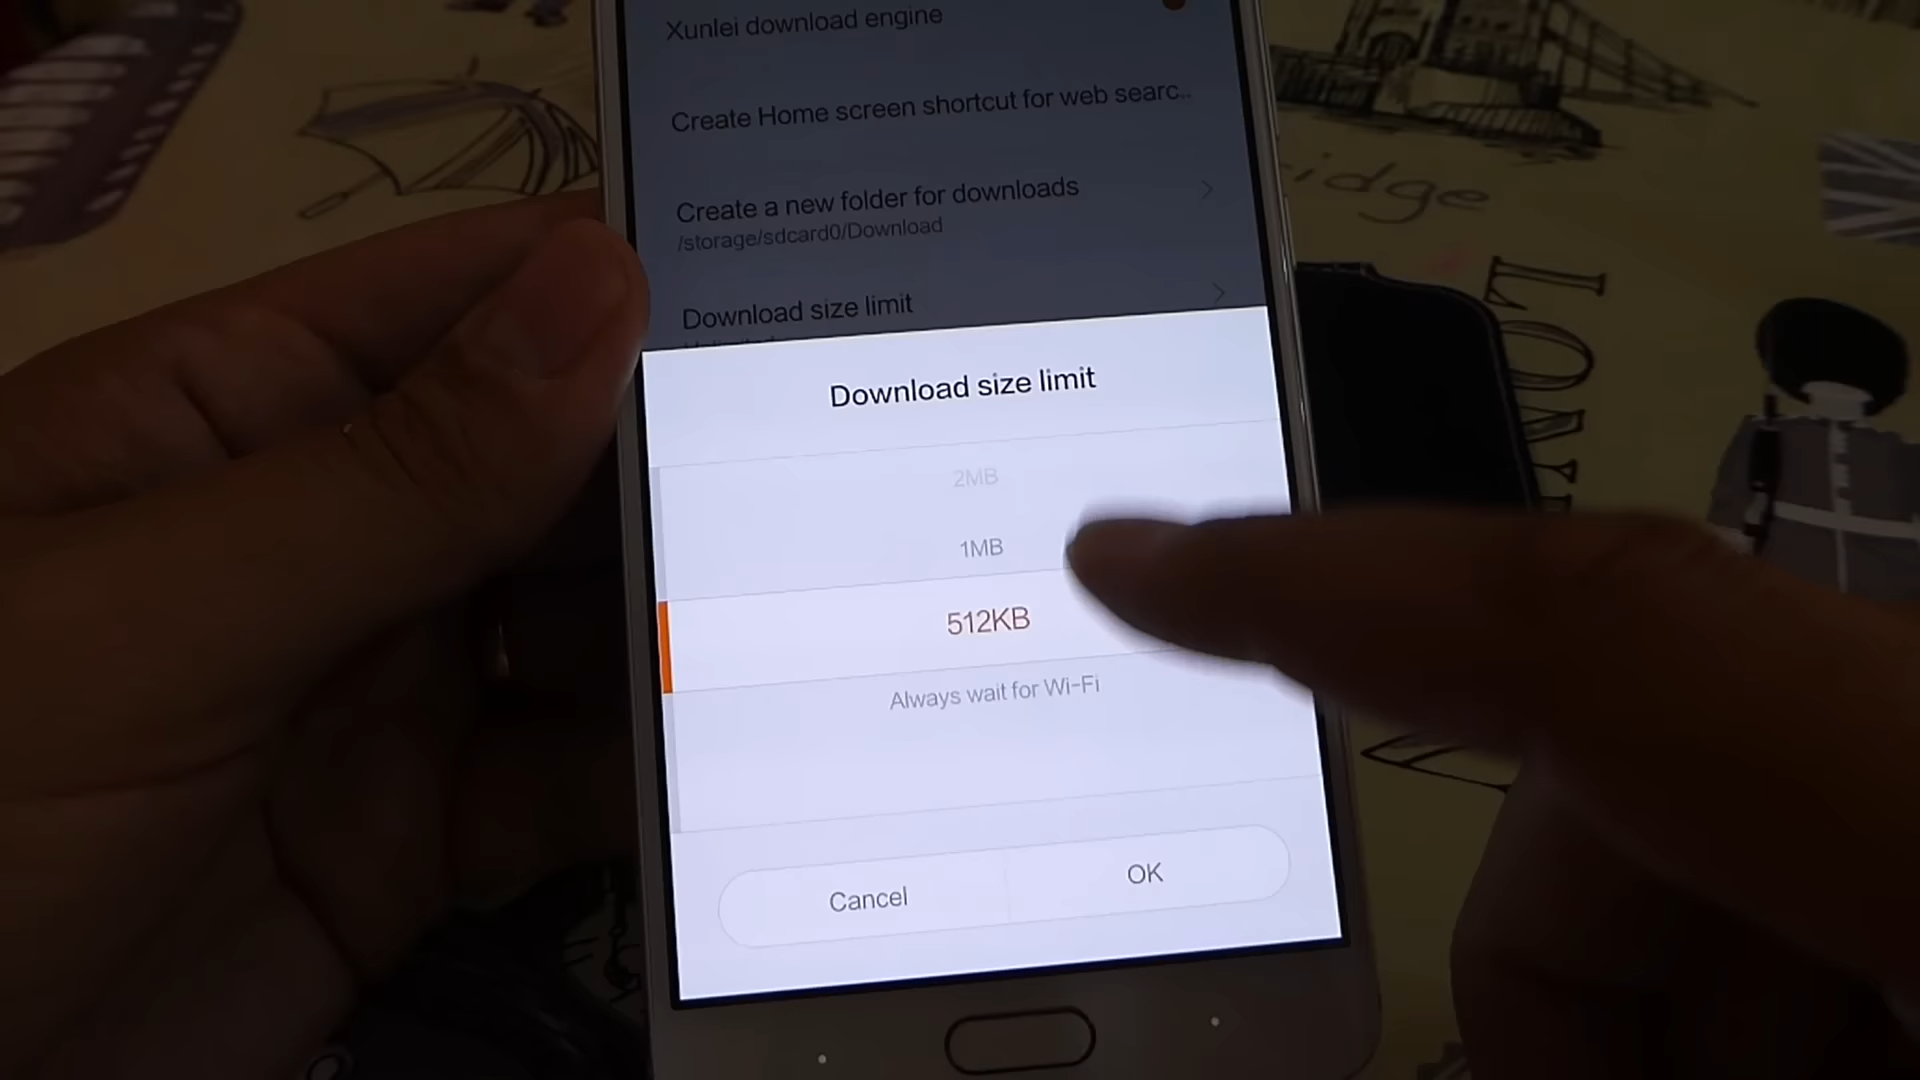 Xunlei download engine
Create Home screen shortcut for web searc..
Create a new folder for downloads
/storage/sdcard0/Download
Download size limit
Download size limit
2MB
1MB
512KB
Always wait for Wi-Fi
Cancel
OK